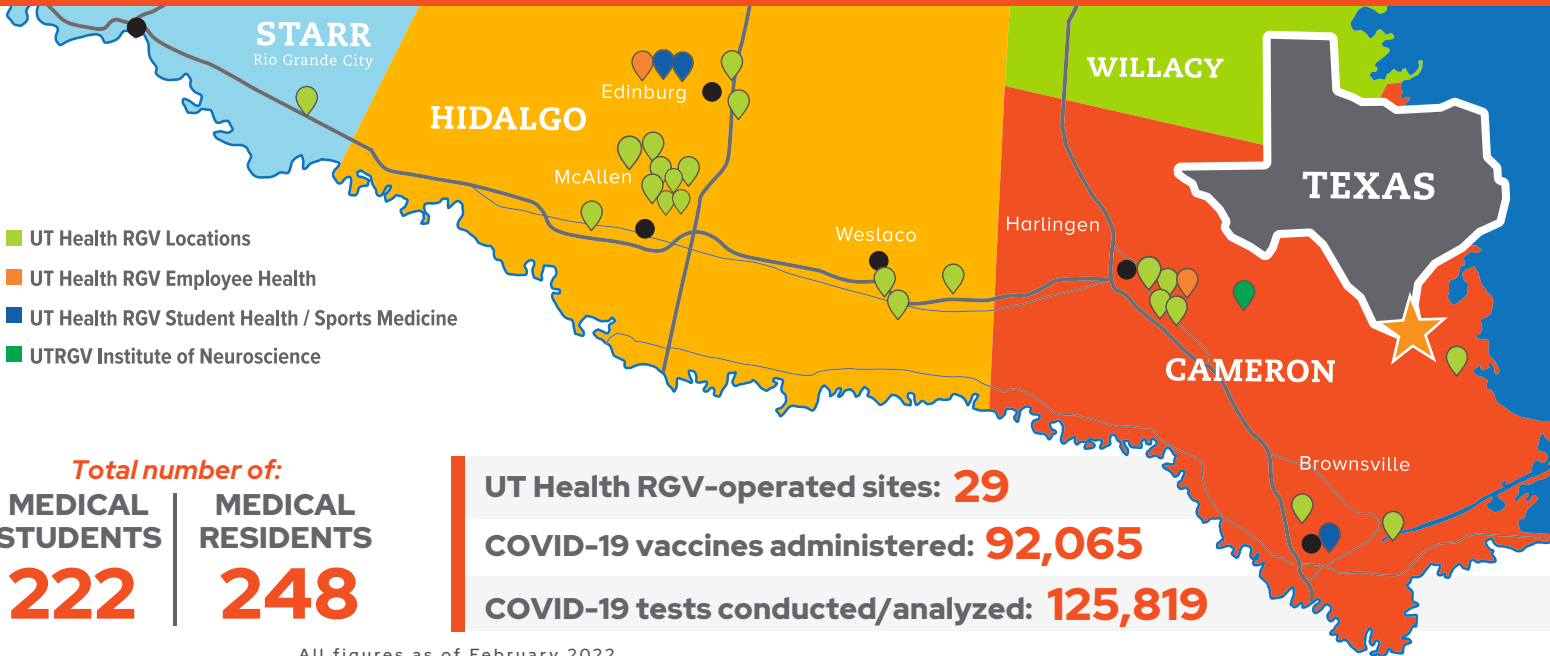 STARR
Rio Grande City
HIDALGO
Edinburg
McAllen
Weslaco
WILLACY
TEXAS
Harlingen
CAMERON
Brownsville
UT Health RGV Locations
UT Health RGV Employee Health
UT Health RGV Student Health / Sports Medicine
UTRGV Institute of Neuroscience
Total number of:
MEDICAL
STUDENTS
222
MEDICAL
RESIDENTS
248
UT Health RGV-operated sites: 29
COVID-19 vaccines administered: 92,065
COVID-19 tests conducted/analyzed: 125,819
All figures as of February 2022